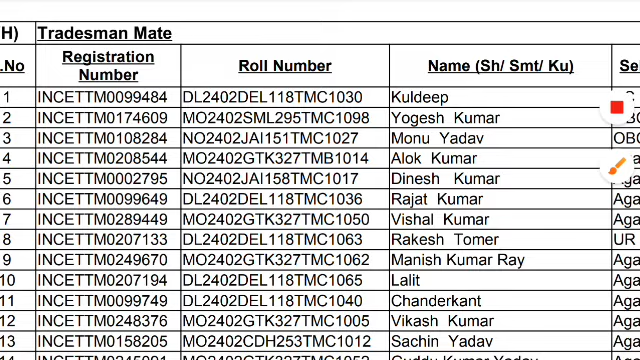 H) Tradesman Mate
.No Registration Number Roll Number Name (Sh/ Smt/ Ku) Sel
1 INCETTM0099484 DL2402DEL118TMC1030 Kuldeep
2 INCETTM0174609 MO2402SML295TMC1098 Yogesh Kumar
3 INCETTM0108284 NO2402JAI151TMC1027 Monu Yadav OBC
4 INCETTM0208544 MO2402GTK327TMB1014 Alok Kumar
5 INCETTM0002795 NO2402JAI158TMC1017 Dinesh Kumar Aga
6 INCETTM0099649 DL2402DEL118TMC1036 Rajat Kumar Aga
7 INCETTM0289449 MO2402GTK327TMC1050 Vishal Kumar Aga
8 INCETTM0207133 MO2402DEL118TMC1063 Rakesh Tomer UR
9 INCETTM0249670 MO2402GTK327TMC1062 Manish Kumar Ray Aga
10 INCETTM0207194 DL2402DEL118TMC1065 Lalit Aga
11 INCETTM0099749 DL2402DEL118TMC1040 Chanderkant Aga
12 INCETTM0248376 MO2402GTK327TMC1005 Vikash Kumar Aga
13 INCETTM0158205 MO2402CDH253TMC1012 Sachin Yadav Aga